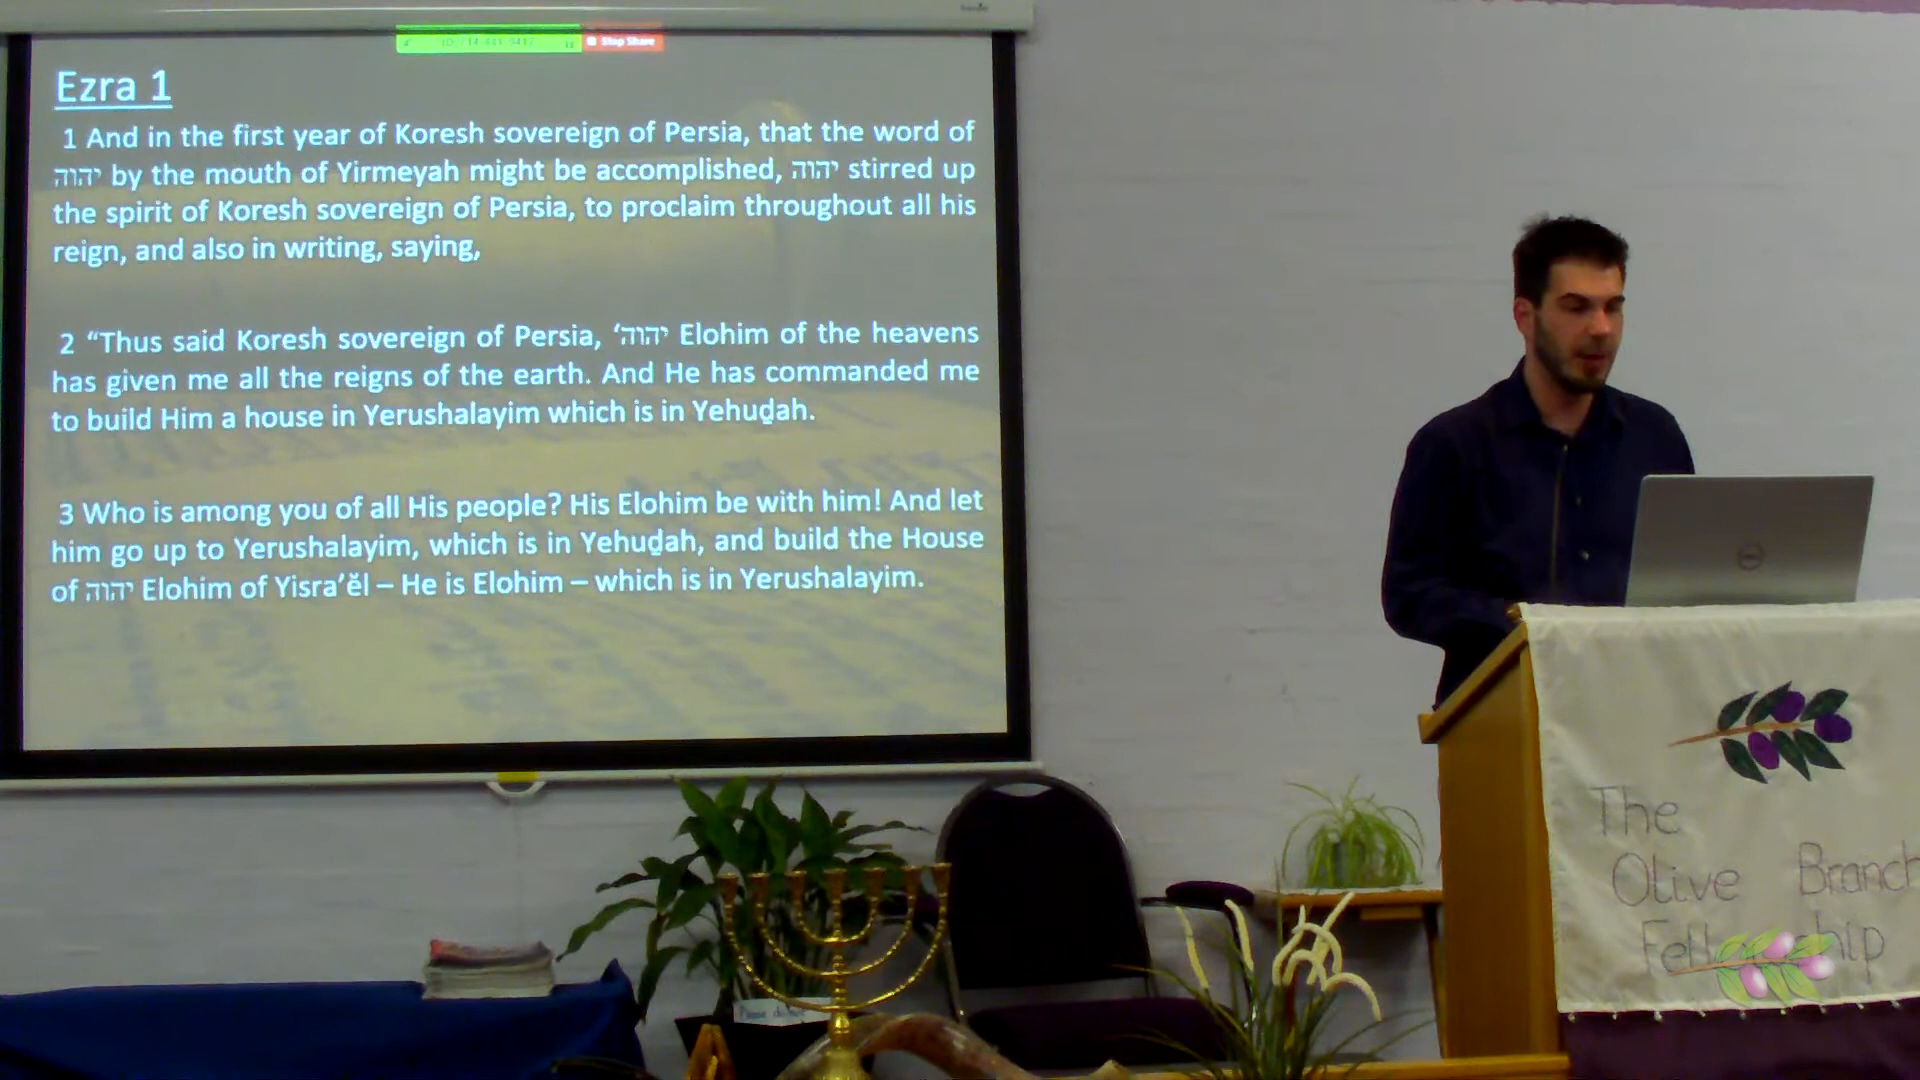 Stop Share
Ezra 1
1 And in the first year of Koresh sovereign of Persia, that the word of
יהוה by the mouth of Yirmeyah might be accomplished, יהוה stirred up
the spirit of Koresh sovereign of Persia, to proclaim throughout all his
reign, and also in writing, saying,
2 “Thus said Koresh sovereign of Persia, ‘יהוה Elohim of the heavens
has given me all the reigns of the earth. And He has commanded me
to build Him a house in Yerushalayim which is in Yehuḏah.
3 Who is among you of all His people? His Elohim be with him! And let
him go up to Yerushalayim, which is in Yehuḏah, and build the House
of יהוה Elohim of Yisra’ĕl – He is Elohim – which is in Yerushalayim.
The
Olive Branch
Fellowship
Please do not